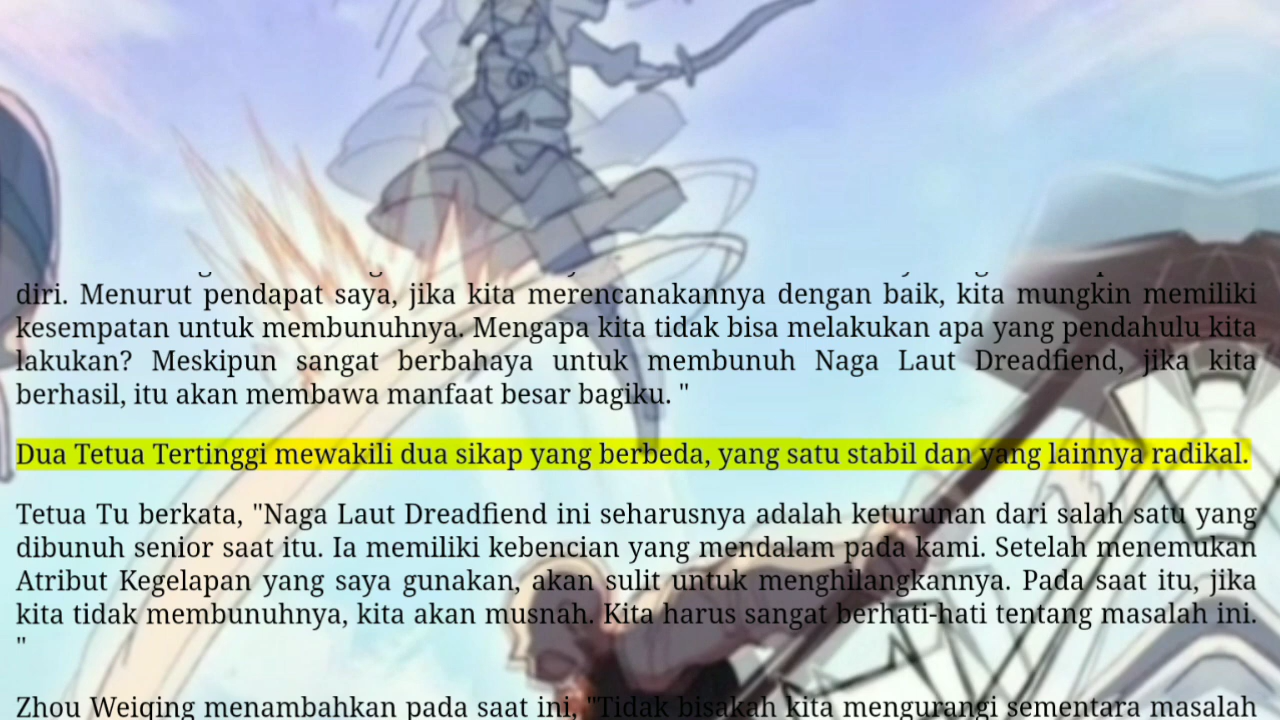 diri. Menurut pendapat saya, jika kita merencanakannya dengan baik, kita mungkin memiliki
kesempatan untuk membunuhnya. Mengapa kita tidak bisa melakukan apa yang pendahulu kita
lakukan? Meskipun sangat berbahaya untuk membunuh Naga Laut Dreadfiend, jika kita
berhasil, itu akan membawa manfaat besar bagiku. "
Dua Tetua Tertinggi mewakili dua sikap yang berbeda, yang satu stabil dan yang lainnya radikal.
Tetua Tu berkata, "Naga Laut Dreadfiend ini seharusnya adalah keturunan dari salah satu yang
dibunuh senior saat itu. Ia memiliki kebencian yang mendalam pada kami. Setelah menemukan
Atribut Kegelapan yang saya gunakan, akan sulit untuk menghilangkannya. Pada saat itu, jika
kita tidak membunuhnya, kita akan musnah. Kita harus sangat berhati-hati tentang masalah ini.
"
Zhou Weiqing menambahkan pada saat ini, "Tidak bisakah kita mengurangi sementara masalah